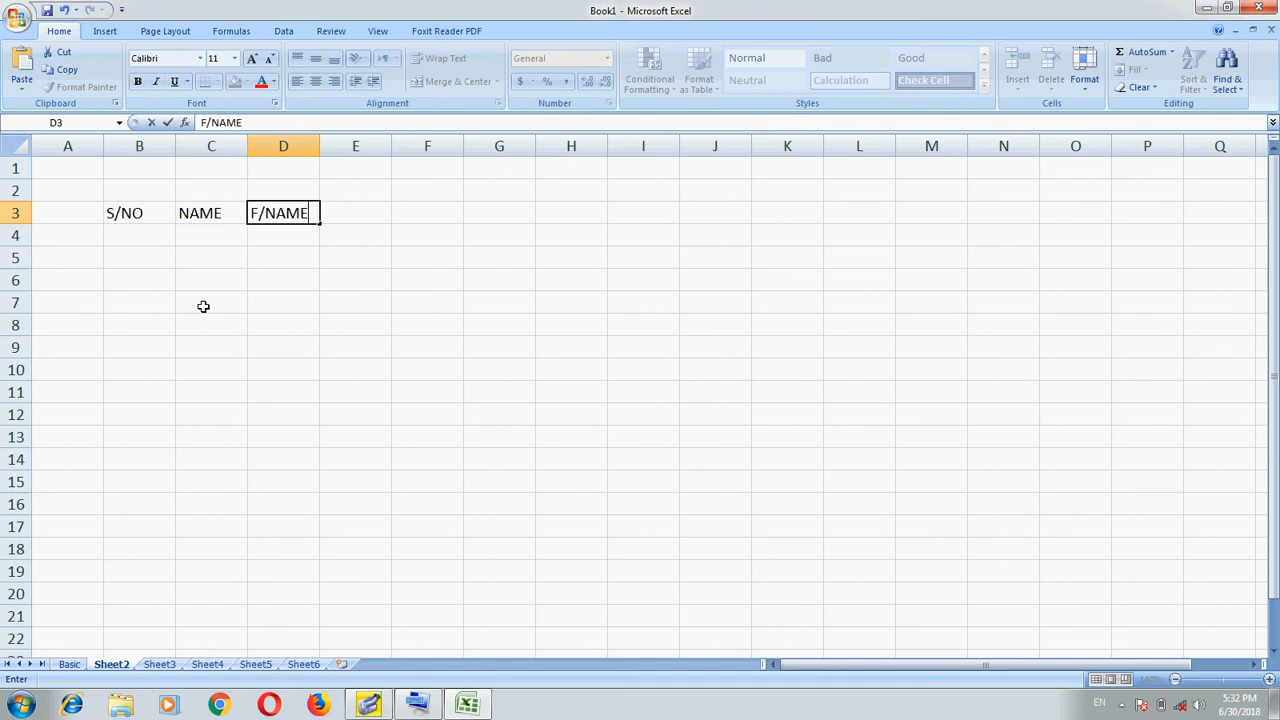 Book1 - Microsoft Excel
Home Insert Page Layout Formulas Data Review View Foxit Reader PDF
Paste
Cut
Copy
Format Painter
Clipboard
Calibri 11
B I U
Font
Wrap Text
Merge & Center
Alignment
General
$ % ,
Number
Conditional Formatting
Format as Table
Normal Bad Good
Neutral Calculation Check Cell
Styles
Insert Delete Format
Cells
Σ AutoSum
Fill
Clear
Sort & Filter
Find & Select
Editing
D3 fx F/NAME
A B C D E F G H I J K L M N O P Q
1
2
3 S/NO NAME F/NAME
4
5
6
7
8
9
10
11
12
13
14
15
16
17
18
19
20
21
22
Basic Sheet2 Sheet3 Sheet4 Sheet5 Sheet6
Enter
EN
5:32 PM
6/30/2018